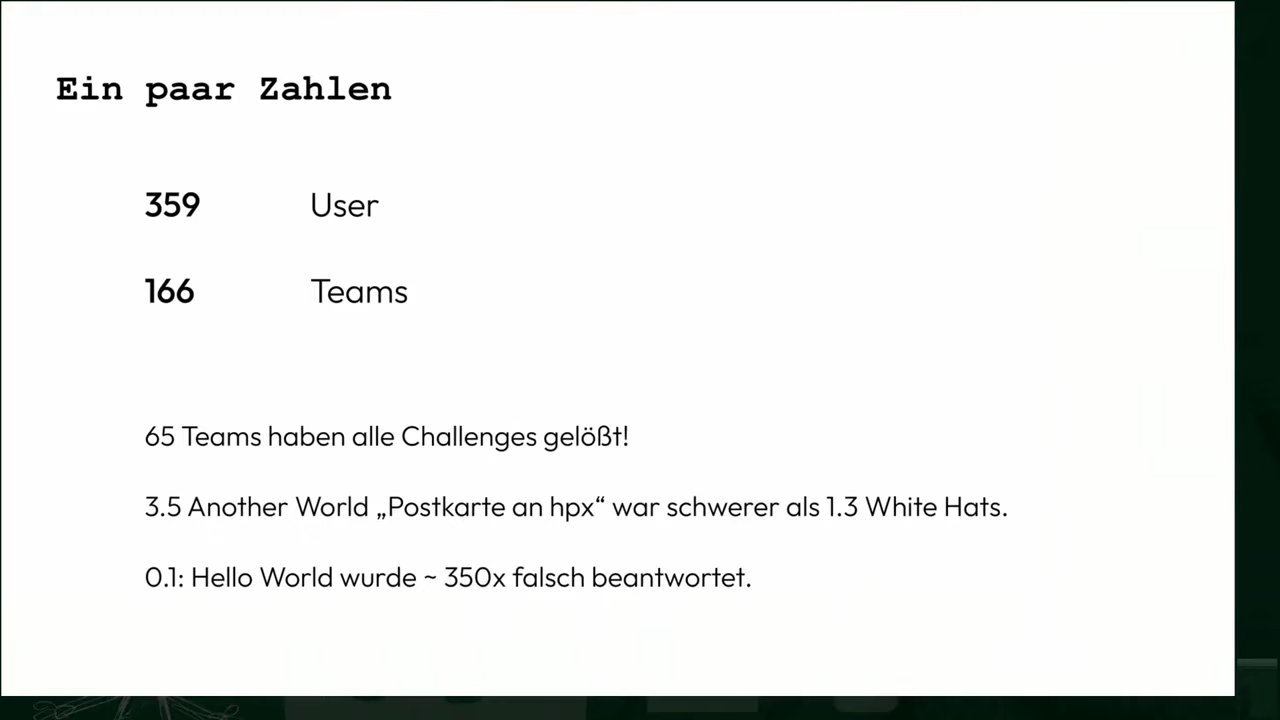 Ein paar Zahlen
359 User
166 Teams
65 Teams haben alle Challenges gelößt!
3.5 Another World „Postkarte an hpx“ war schwerer als 1.3 White Hats.
0.1: Hello World wurde ~ 350x falsch beantwortet.